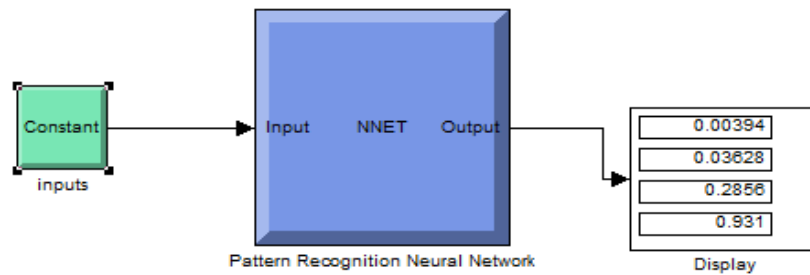 Constant
inputs
Input NNET Output
Pattern Recognition Neural Network
0.00394
0.03628
0.2856
0.931
Display